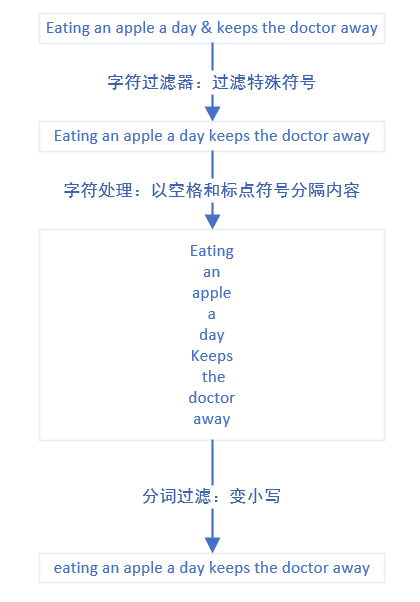 Eating an apple a day & keeps the doctor away
字符过滤器：过滤特殊符号
Eating an apple a day keeps the doctor away
字符处理：以空格和标点符号分隔内容
Eating
an
apple
a
day
Keeps
the
doctor
away
分词过滤：变小写
eating an apple a day keeps the doctor away